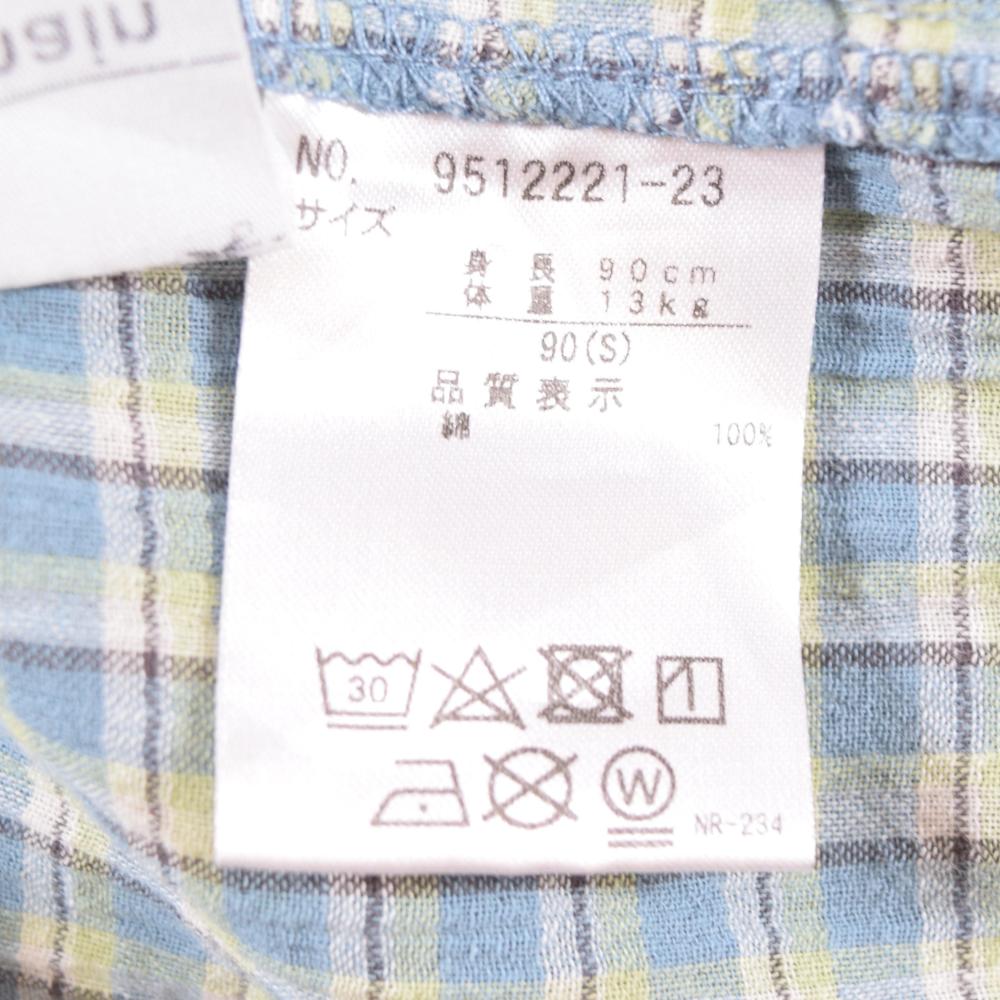 NO. 9512221-23
サイズ
身長 90cm
体重 13kg
90(S)
品質表示
綿 100%
30
W
NR-234